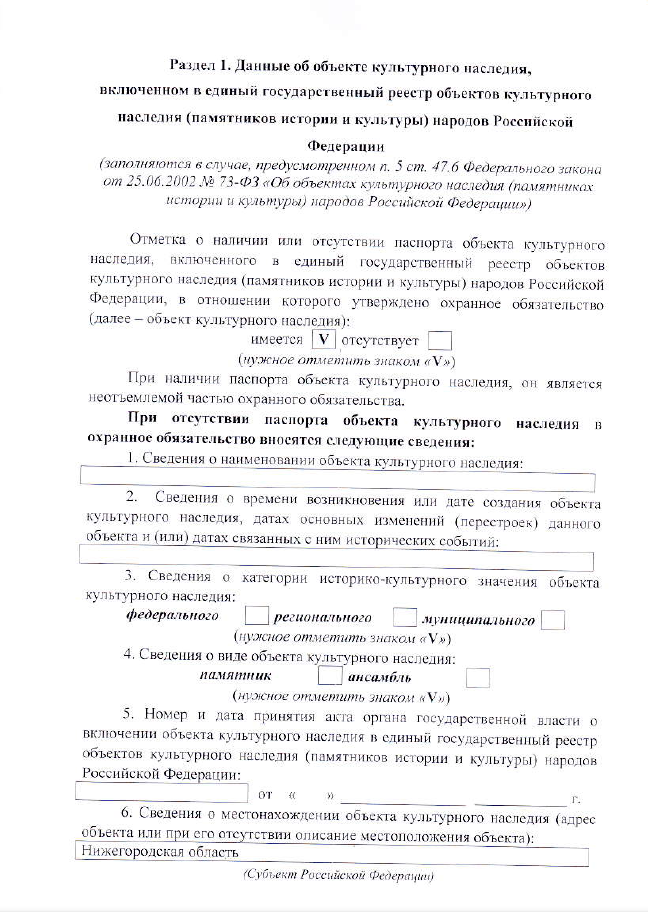 Раздел 1. Данные об объекте культурного наследия,
включенном в единый государственный реестр объектов культурного
наследия (памятников истории и культуры) народов Российской
Федерации
(заполняются в случае, предусмотренном п. 5 ст. 47.6 Федерального закона
от 25.06.2002 № 73-ФЗ «Об объектах культурного наследия (памятниках
истории и культуры) народов Российской Федерации»)
Отметка о наличии или отсутствии паспорта объекта культурного
наследия, включенного в единый государственный реестр объектов
культурного наследия (памятников истории и культуры) народов Российской
Федерации, в отношении которого утверждено охранное обязательство
(далее – объект культурного наследия):
имеется V отсутствует
(нужное отметить знаком «V»)
При наличии паспорта объекта культурного наследия, он является
неотъемлемой частью охранного обязательства.
При отсутствии паспорта объекта культурного наследия в
охранное обязательство вносятся следующие сведения:
1. Сведения о наименовании объекта культурного наследия:
2. Сведения о времени возникновения или дате создания объекта
культурного наследия, датах основных изменений (перестроек) данного
объекта и (или) датах связанных с ним исторических событий:
3. Сведения о категории историко-культурного значения объекта
культурного наследия:
федерального регионального муниципального
(нужное отметить знаком «V»)
4. Сведения о виде объекта культурного наследия:
памятник ансамбль
(нужное отметить знаком «V»)
5. Номер и дата принятия акта органа государственной власти о
включении объекта культурного наследия в единый государственный реестр
объектов культурного наследия (памятников истории и культуры) народов
Российской Федерации:
от « » ____________ ________ г.
6. Сведения о местонахождении объекта культурного наследия (адрес
объекта или при его отсутствии описание местоположения объекта):
Нижегородская область
(Субъект Российской Федерации)